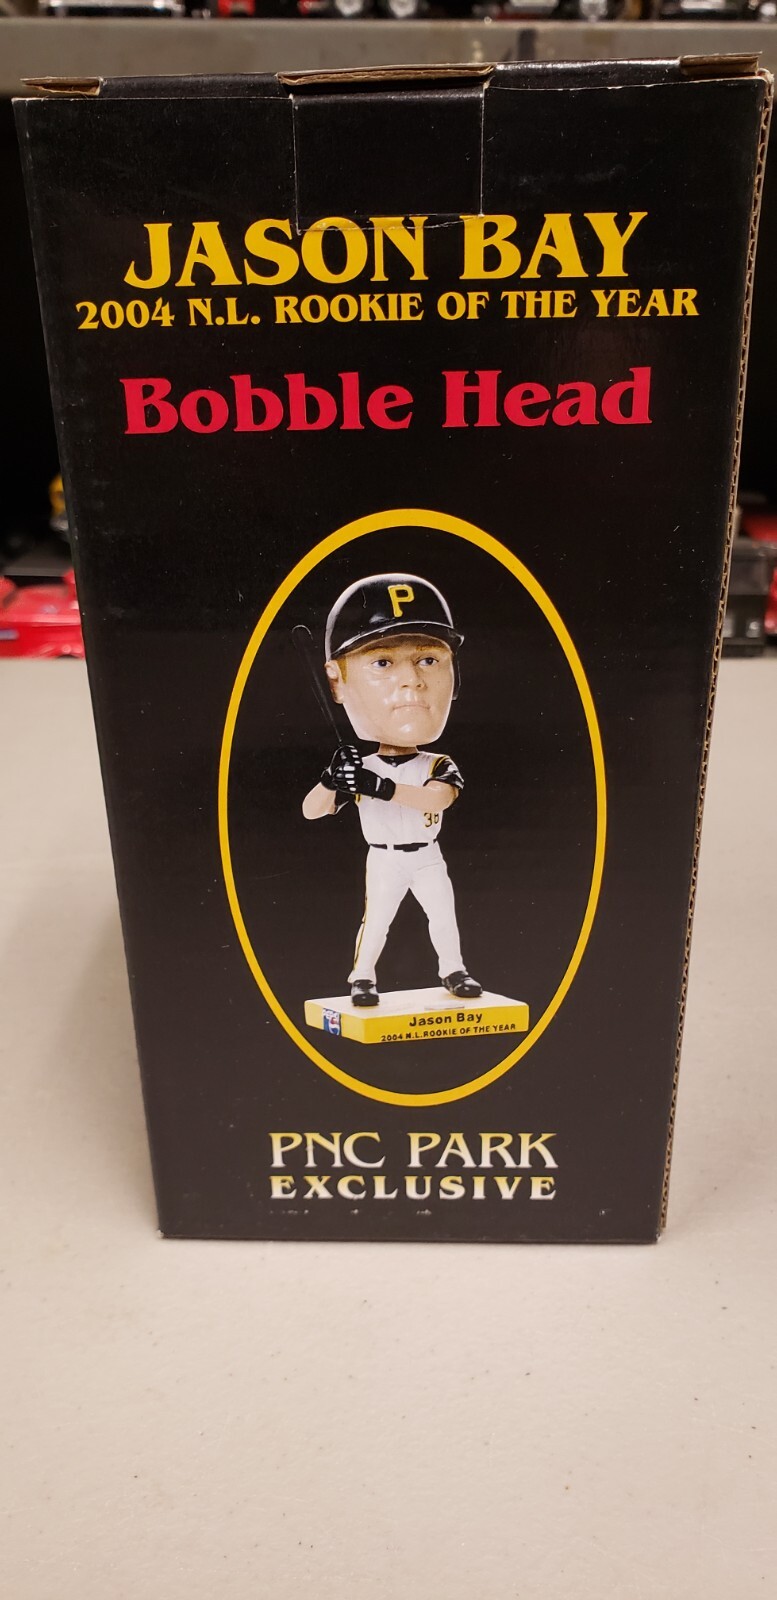 JASON BAY
2004 N.L. ROOKIE OF THE YEAR
Bobble Head
P
38
Jason Bay
2004 N.L.ROOKIE OF THE YEAR
PNC PARK
EXCLUSIVE